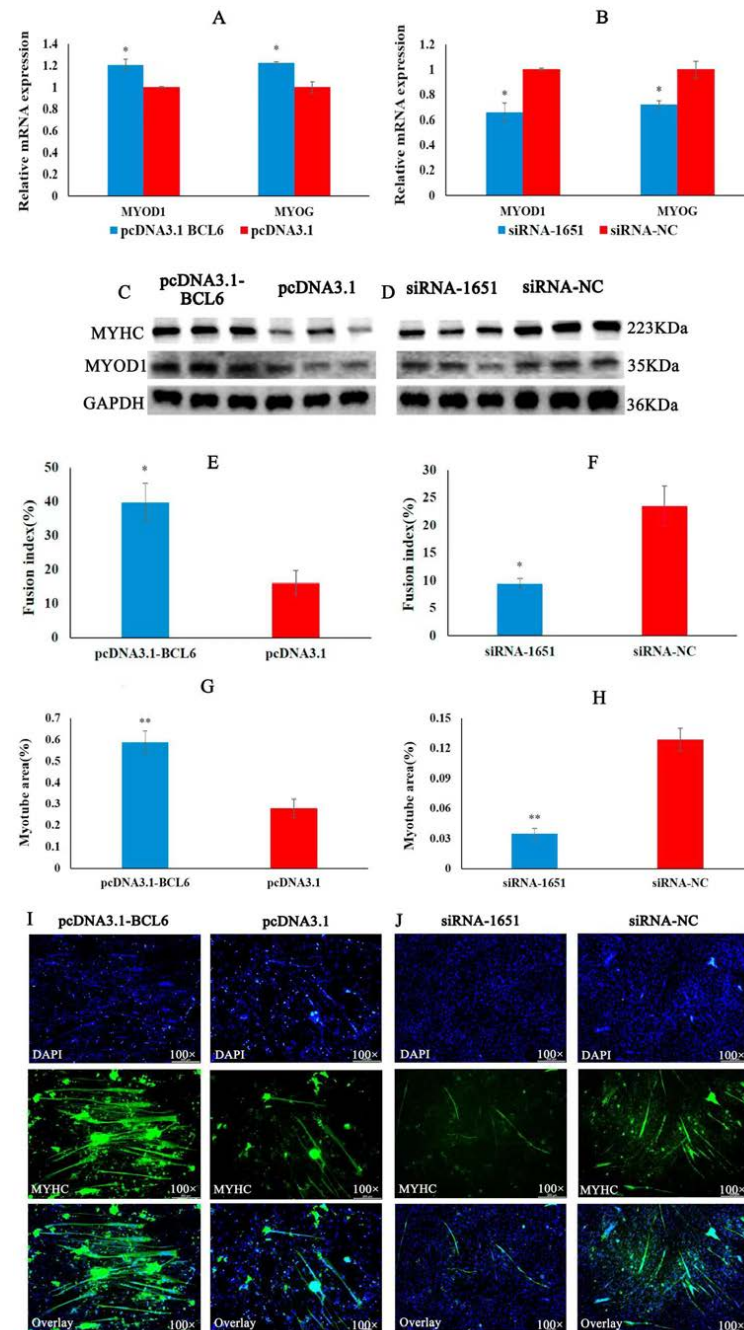 A
Relative mRNA expression
1.4
1.2
1
0.8
0.6
0.4
0.2
0
*
*
MYOD1
MYOG
pcDNA3.1 BCL6
pcDNA3.1
B
Relative mRNA expression
1.2
1
0.8
0.6
0.4
0.2
0
*
*
MYOD1
MYOG
siRNA-1651
siRNA-NC
C
pcDNA3.1-
BCL6
pcDNA3.1
D
siRNA-1651
siRNA-NC
MYHC
223KDa
MYOD1
35KDa
GAPDH
36KDa
E
Fusion index(%)
50
40
30
20
10
0
*
pcDNA3.1-BCL6
pcDNA3.1
F
Fusion index(%)
30
25
20
15
10
5
0
*
siRNA-1651
siRNA-NC
G
Myotube area(%)
0.7
0.6
0.5
0.4
0.3
0.2
0.1
0
**
pcDNA3.1-BCL6
pcDNA3.1
H
Myotube area(%)
0.15
0.12
0.09
0.06
0.03
0
**
siRNA-1651
siRNA-NC
I
pcDNA3.1-BCL6
pcDNA3.1
J
siRNA-1651
siRNA-NC
DAPI
100×
DAPI
100×
DAPI
100×
DAPI
100×
MYHC
100×
MYHC
100×
MYHC
100×
MYHC
100×
Overlay
100×
Overlay
100×
Overlay
100×
Overlay
100×